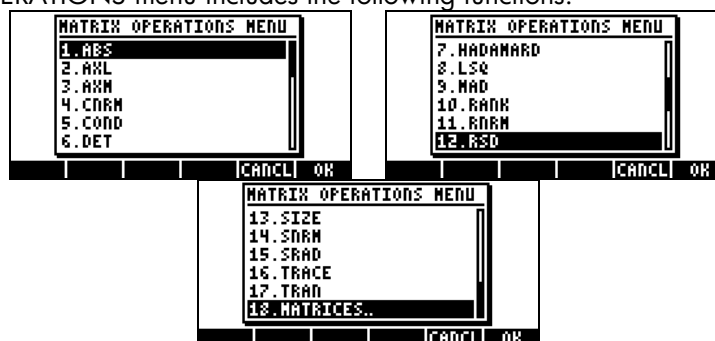 ERATIONS menu includes the following functions:
MATRIX OPERATIONS MENU
1.ABS
2.AXL
3.AXM
4.CNRM
5.COND
6.DET
CANCL OK
MATRIX OPERATIONS MENU
7.HADAMARD
8.LSQ
9.MAD
10.RANK
11.RNRM
12.RSD
CANCL OK
MATRIX OPERATIONS MENU
13.SIZE
14.SNRM
15.SRAD
16.TRACE
17.TRAN
18.MATRICES..
CANCL OK